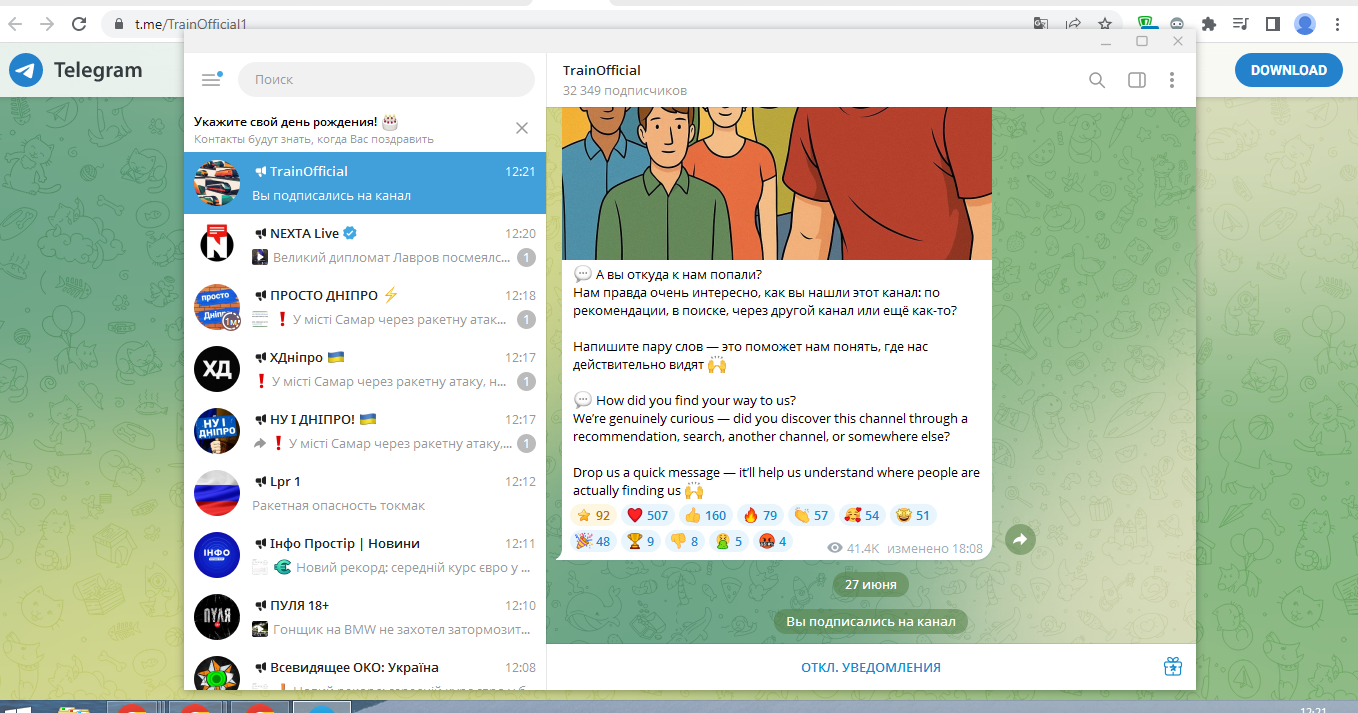 t.me/TrainOfficial1
Telegram
DOWNLOAD
Поиск
Укажите свой день рождения! 🎂
Контакты будут знать, когда Вас поздравить
TrainOfficial 12:21
Вы подписались на канал
NEXTA Live 12:20
Великий дипломат Лавров посмеялс... 1
просто Дніпро 1м
ПРОСТО ДНІПРО ⚡ 12:18
❗ У місті Самар через ракетну атак... 1
ХД
ХДніпро 🇺🇦 12:17
❗ У місті Самар через ракетну атаку, н... 1
НУ І ДНІПРО!
НУ І ДНІПРО! 🇺🇦 12:17
❗ У місті Самар через ракетну атаку,... 1
Lpr 1 12:12
Ракетная опасность токмак
ІНФО
Інфо Простір | Новини 12:11
Новий рекорд: середній курс євро у ...
ПУЛЯ
ПУЛЯ 18+ 12:10
Гонщик на BMW не захотел затормозит...
Всевидящее ОКО: Україна 12:08
TrainOfficial
32 349 подписчиков
💬 А вы откуда к нам попали?
Нам правда очень интересно, как вы нашли этот канал: по
рекомендации, в поиске, через другой канал или ещё как-то?
Напишите пару слов — это поможет нам понять, где нас
действительно видят 🙌
💬 How did you find your way to us?
We're genuinely curious — did you discover this channel through a
recommendation, search, another channel, or somewhere else?
Drop us a quick message — it'll help us understand where people are
actually finding us 🙌
⭐ 92 ❤️ 507 👍 160 🔥 79 👏 57 🥰 54 🤩 51
🎉 48 🏆 9 👎 8 🤮 5 🤬 4
41.4K изменено 18:08
27 июня
Вы подписались на канал
ОТКЛ. УВЕДОМЛЕНИЯ
12:21